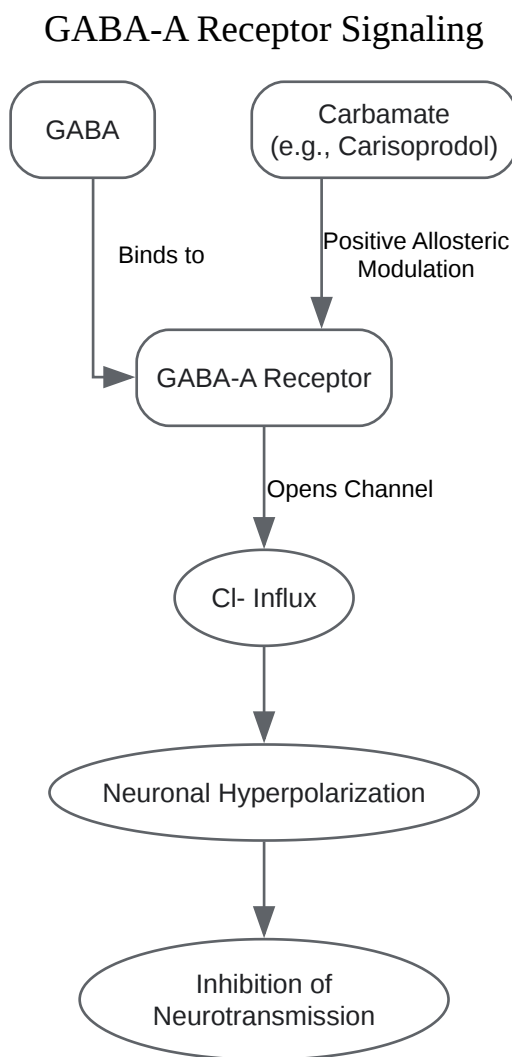 GABA-A Receptor Signaling
GABA
Carbamate
(e.g., Carisoprodol)
Binds to
Positive Allosteric
Modulation
GABA-A Receptor
Opens Channel
Cl- Influx
Neuronal Hyperpolarization
Inhibition of
Neurotransmission